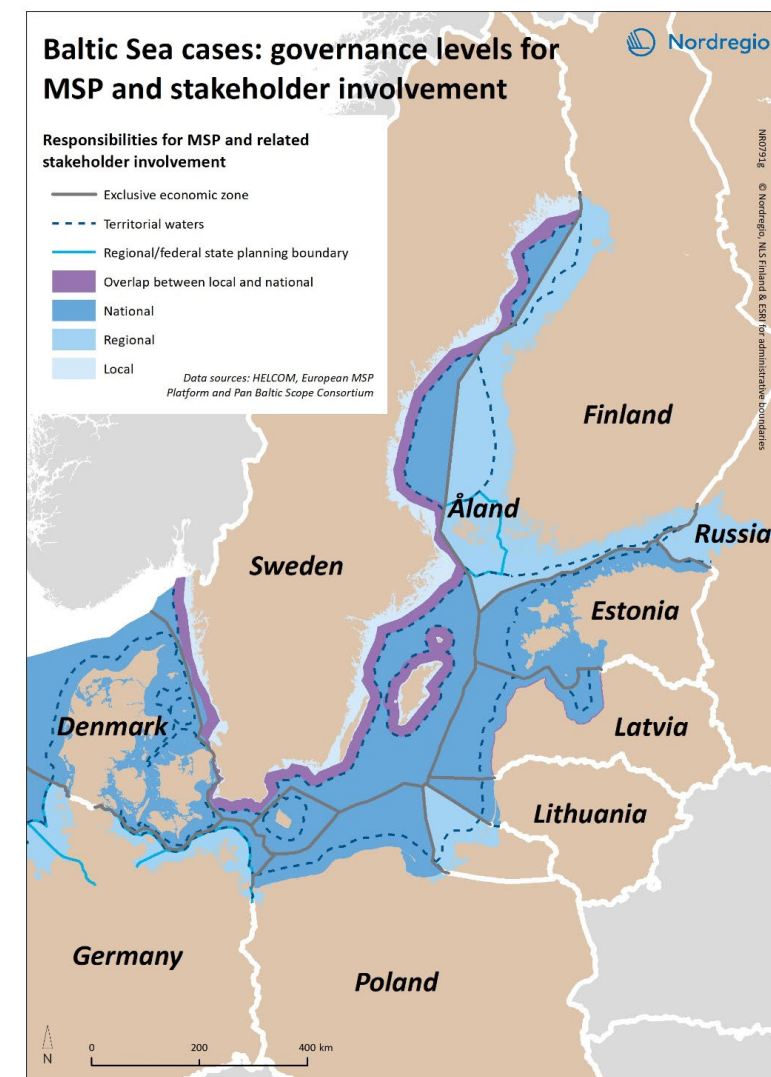 Baltic Sea cases: governance levels for
MSP and stakeholder involvement
Nordregio
Responsibilities for MSP and related
stakeholder involvement
Exclusive economic zone
Territorial waters
Regional/federal state planning boundary
Overlap between local and national
National
Regional
Local
Data sources: HELCOM, European MSP
Platform and Pan Baltic Scope Consortium
NR0791g © Nordregio, NLS Finland & ESRI for administrative boundaries
Finland
Åland
Russia
Sweden
Estonia
Denmark
Latvia
Lithuania
Germany
Poland
N
0 200 400 km